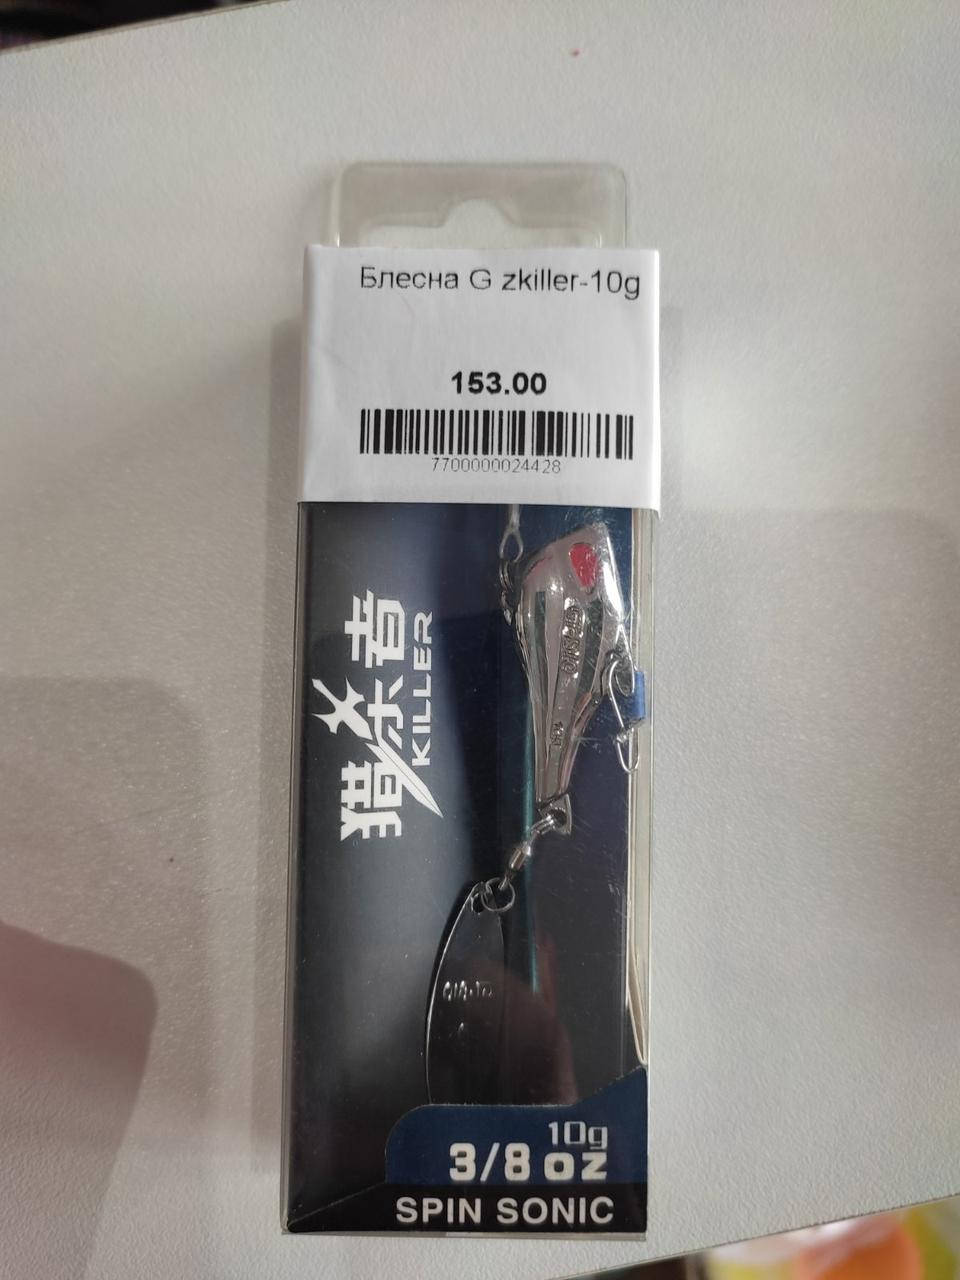 Блесна G zkiller-10g
153.00
7700000024428
猎杀者
KILLER
10g
3/8 oz
SPIN SONIC